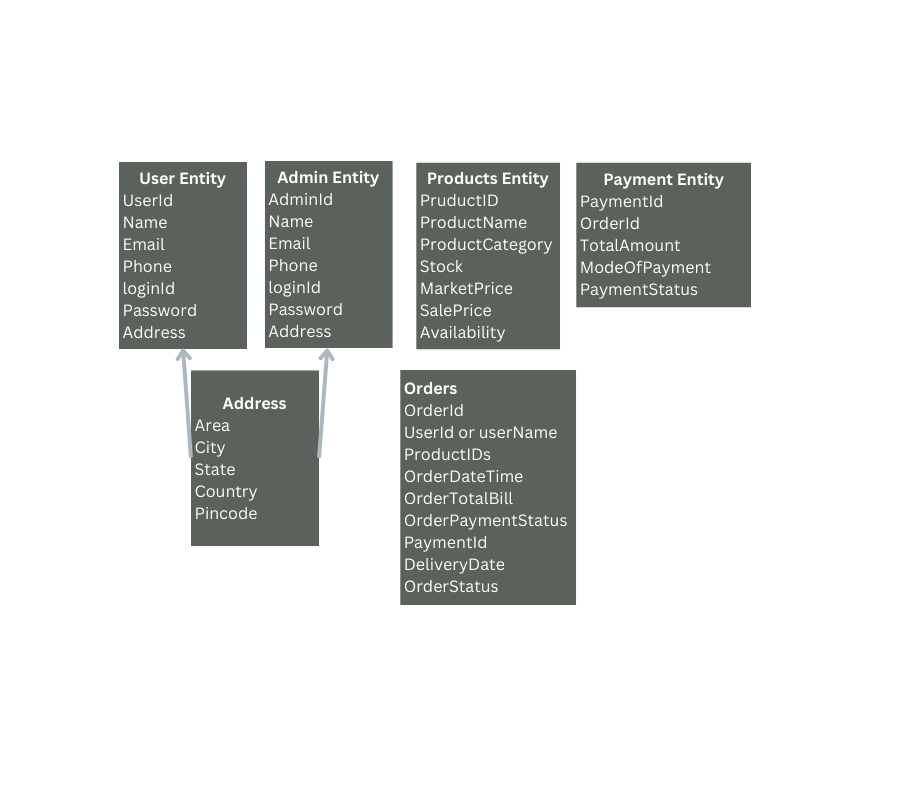 User Entity
UserId
Name
Email
Phone
loginId
Password
Address
Admin Entity
AdminId
Name
Email
Phone
loginId
Password
Address
Products Entity
PruductID
ProductName
ProductCategory
Stock
MarketPrice
SalePrice
Availability
Payment Entity
PaymentId
OrderId
TotalAmount
ModeOfPayment
PaymentStatus
Address
Area
City
State
Country
Pincode
Orders
OrderId
UserId or userName
ProductIDs
OrderDateTime
OrderTotalBill
OrderPaymentStatus
PaymentId
DeliveryDate
OrderStatus